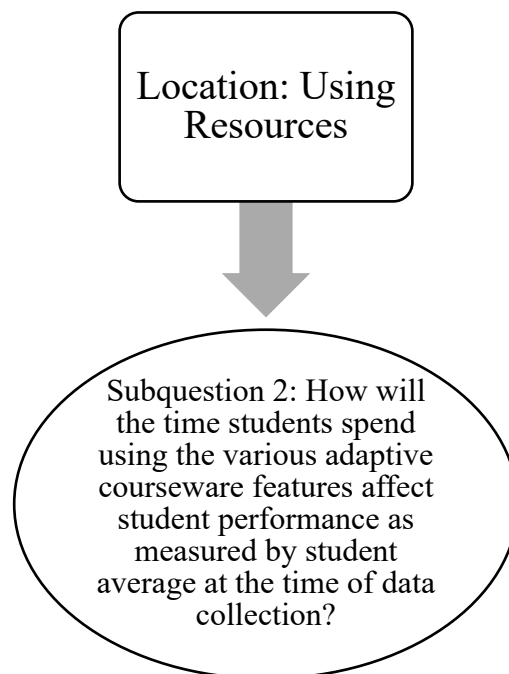 Location: Using
Resources
Subquestion 2: How will
the time students spend
using the various adaptive
courseware features affect
student performance as
measured by student
average at the time of data
collection?